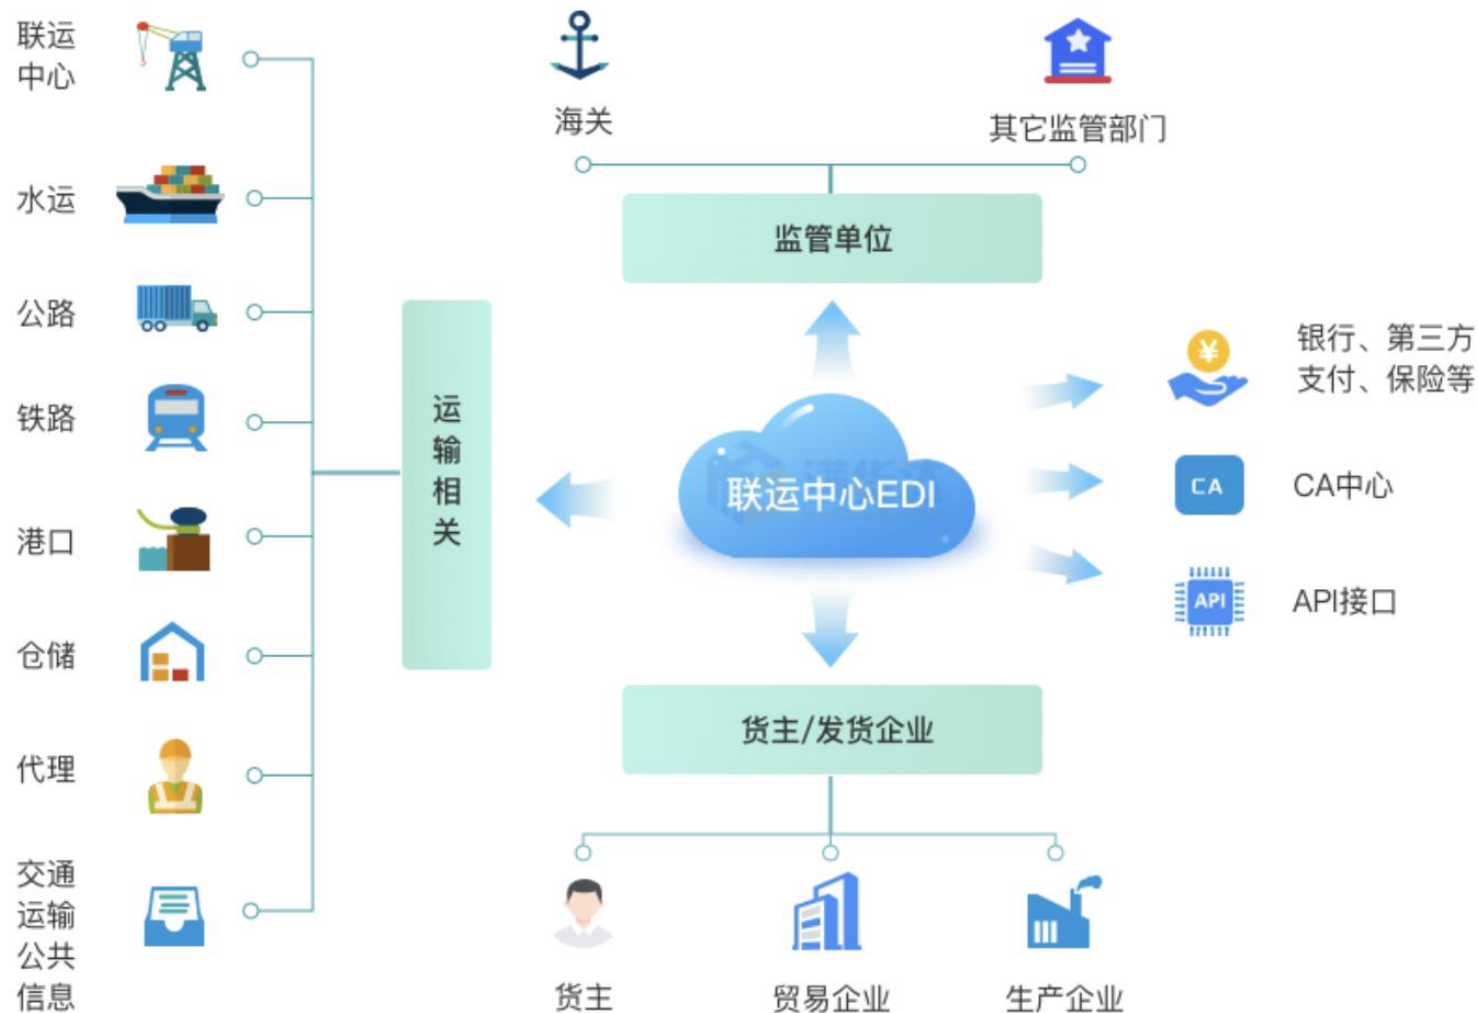 联运
中心
水运
公路
铁路
港口
仓储
代理
交通
运输
公共
信息
运
输
相
关
海关
其它监管部门
监管单位
联运中心EDI
¥
银行、第三方
支付、保险等
CA
CA中心
API
API接口
货主/发货企业
货主
贸易企业
生产企业